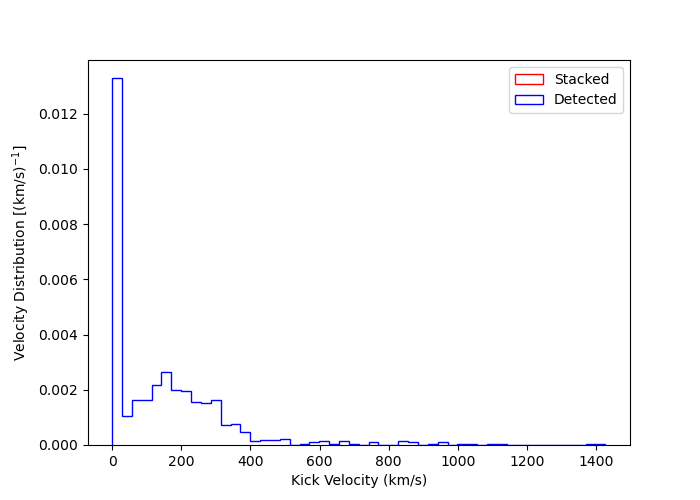 Stacked
Detected
Velocity Distribution [(km/s)⁻¹]
0.012
0.010
0.008
0.006
0.004
0.002
0.000
0 200 400 600 800 1000 1200 1400
Kick Velocity (km/s)